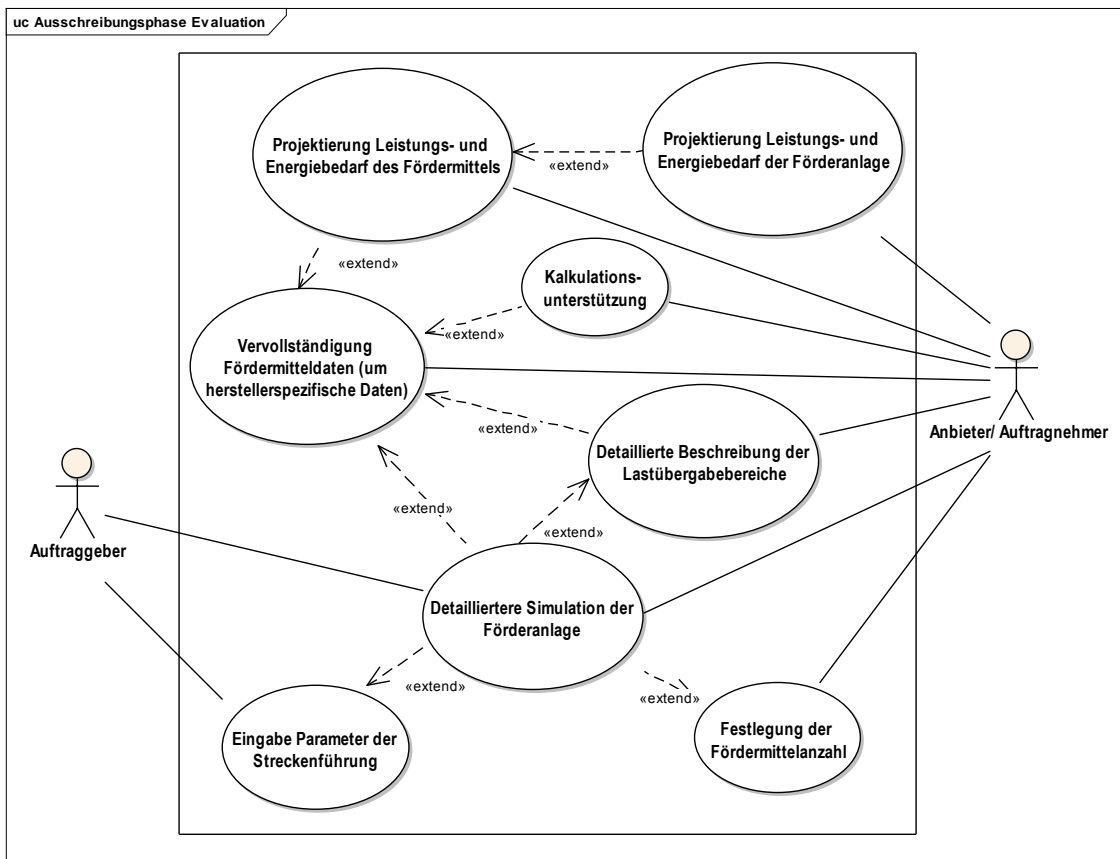 uc Ausschreibungsphase Evaluation
Projektierung Leistungs- und
Energiebedarf des Fördermittels
«extend»
Projektierung Leistungs- und
Energiebedarf der Förderanlage
«extend»
Kalkulations-
unterstützung
«extend»
Vervollständigung
Fördermitteldaten (um
herstellerspezifische Daten)
«extend»
Detaillierte Beschreibung der
Lastübergabebereiche
Anbieter/ Auftragnehmer
«extend»
«extend»
Auftraggeber
Detailliertere Simulation der
Förderanlage
«extend»
«extend»
Eingabe Parameter der
Streckenführung
Festlegung der
Fördermittelanzahl